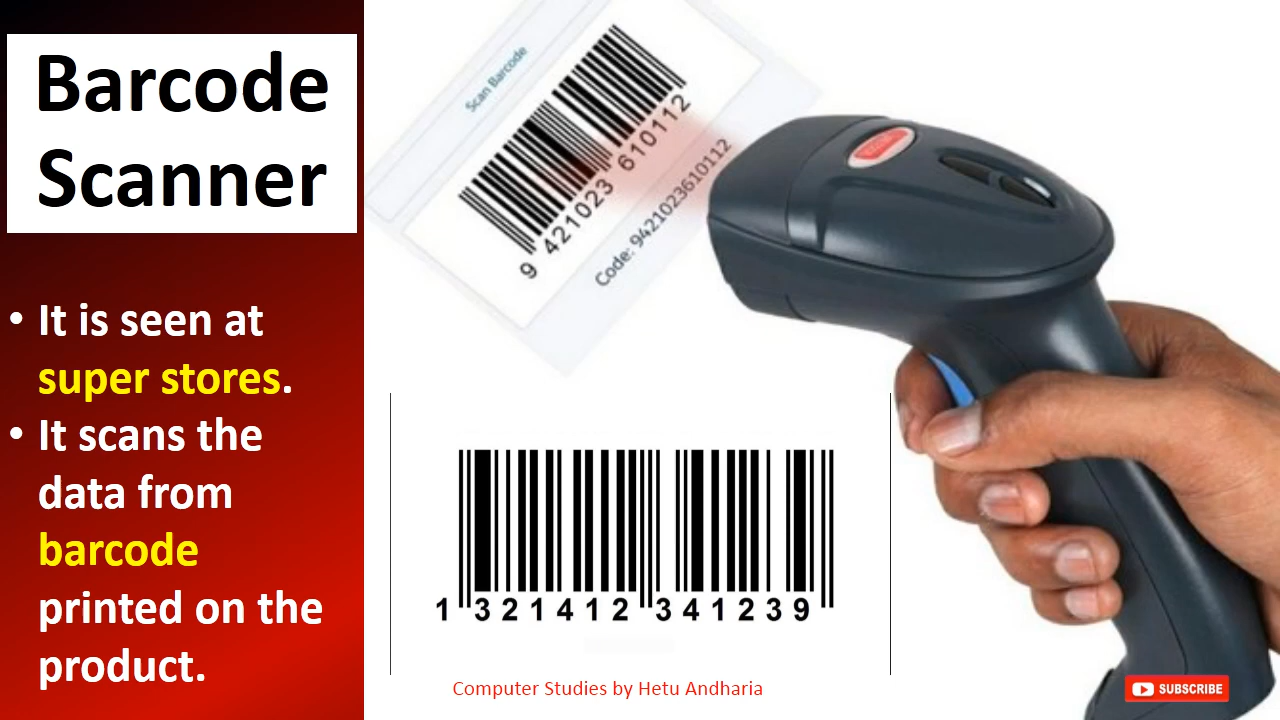 Barcode
Scanner
• It is seen at
super stores.
• It scans the
data from
barcode
printed on the
product.
Scan Barcode
9 421023 610112
Code: 9421023610112
1 321412 341239
Computer Studies by Hetu Andharia
SUBSCRIBE